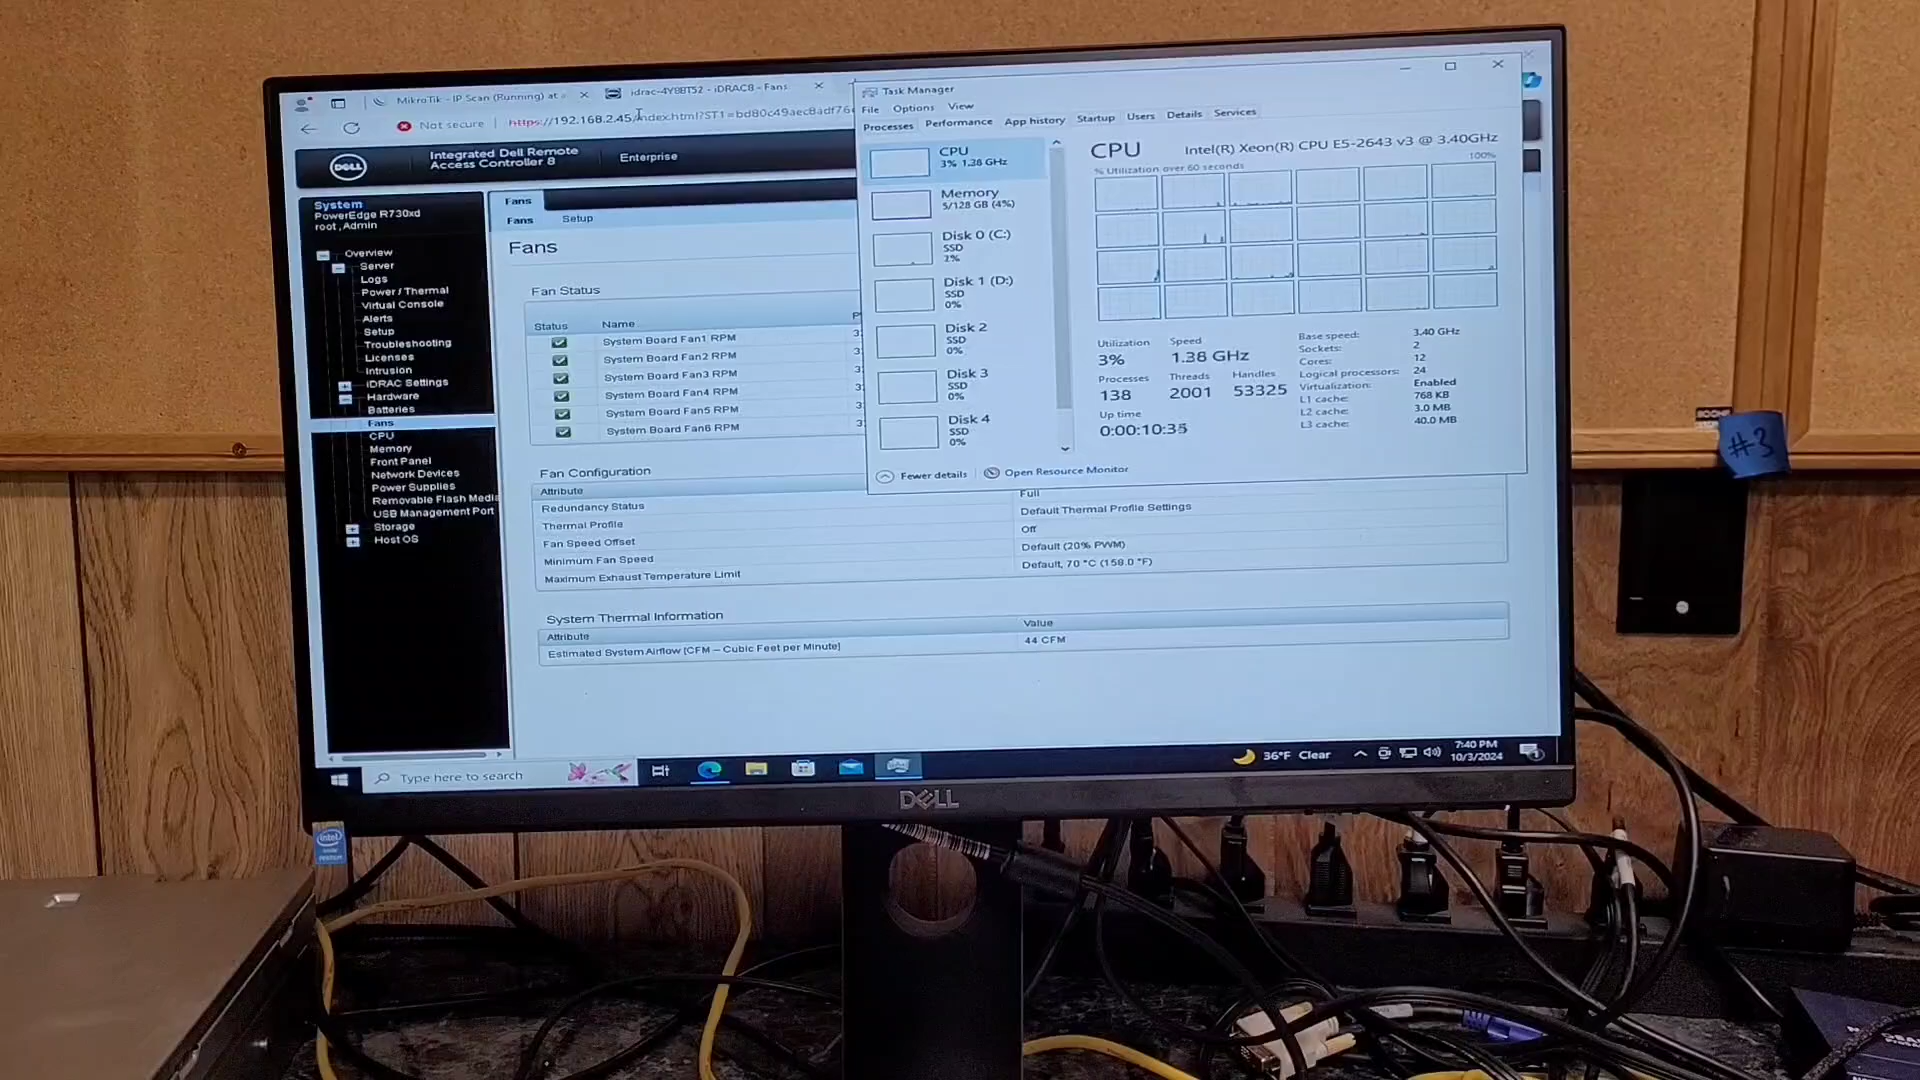 MikroTik - IP Scan (Running) at
idrac-4Y8BT52 - iDRAC8 - Fans
Not secure
https://192.168.2.45/index.html?ST1=bd80c49aec8adf76
DELL
Integrated Dell Remote
Access Controller 8
Enterprise
System
PowerEdge R730xd
root , Admin
Overview
Server
Logs
Power / Thermal
Virtual Console
Alerts
Setup
Troubleshooting
Licenses
Intrusion
iDRAC Settings
Hardware
Batteries
Fans
CPU
Memory
Front Panel
Network Devices
Power Supplies
Removable Flash Media
USB Management Port
Storage
Host OS
Fans
Fans Setup
Fans
Fan Status
Status Name P
System Board Fan1 RPM
System Board Fan2 RPM
System Board Fan3 RPM
System Board Fan4 RPM
System Board Fan5 RPM
System Board Fan6 RPM
Fan Configuration
Attribute
Redundancy Status Full
Thermal Profile Default Thermal Profile Settings
Fan Speed Offset Off
Minimum Fan Speed Default (20% PWM)
Maximum Exhaust Temperature Limit Default, 70 °C (158.0 °F)
System Thermal Information
Attribute Value
Estimated System Airflow [CFM – Cubic Feet per Minute] 44 CFM
Task Manager
File Options View
Processes Performance App history Startup Users Details Services
CPU
3% 1.38 GHz
Memory
5/128 GB (4%)
Disk 0 (C:)
SSD
2%
Disk 1 (D:)
SSD
0%
Disk 2
SSD
0%
Disk 3
SSD
0%
Disk 4
SSD
0%
CPU Intel(R) Xeon(R) CPU E5-2643 v3 @ 3.40GHz
% Utilization over 60 seconds 100%
Utilization Speed
3% 1.38 GHz
Processes Threads Handles
138 2001 53325
Up time
0:00:10:35
Base speed: 3.40 GHz
Sockets: 2
Cores: 12
Logical processors: 24
Virtualization: Enabled
L1 cache: 768 KB
L2 cache: 3.0 MB
L3 cache: 40.0 MB
Fewer details Open Resource Monitor
Type here to search
36°F Clear
7:40 PM
10/3/2024
DELL
intel
#3